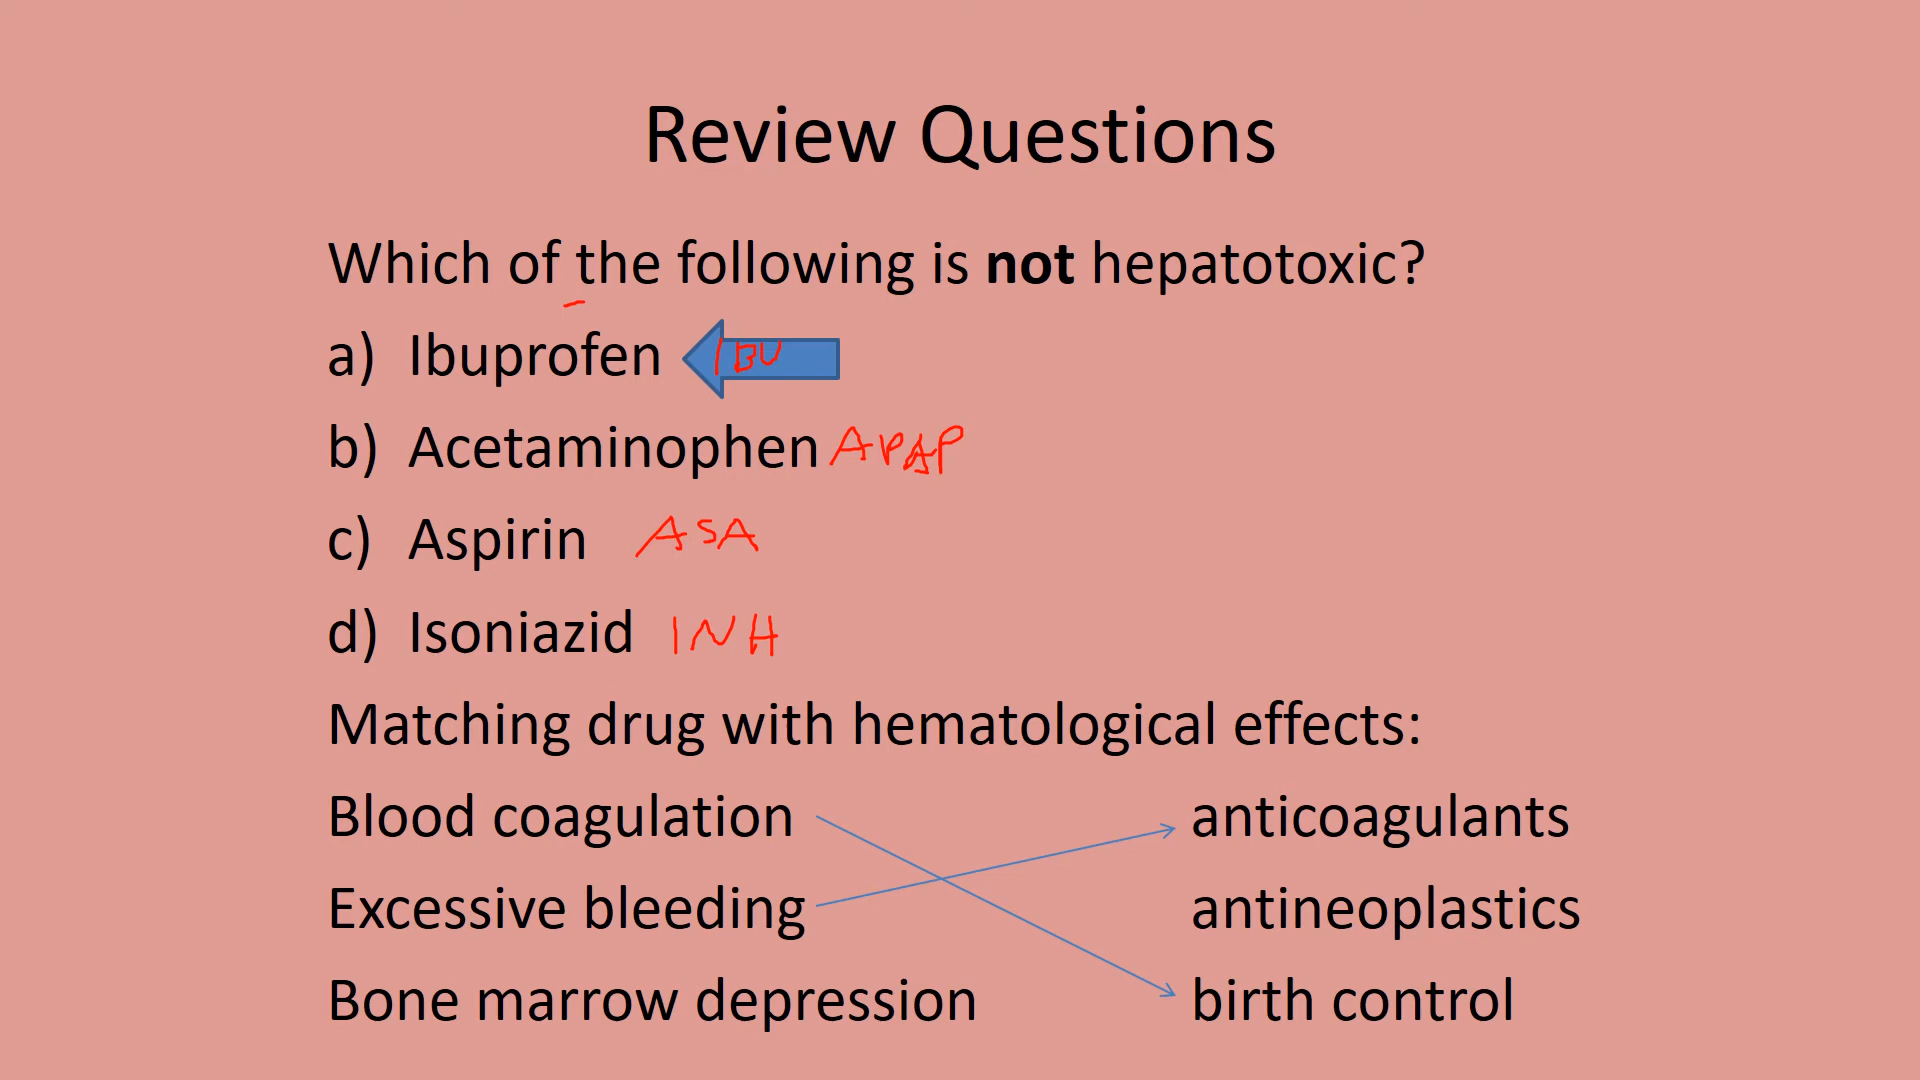 Review Questions
Which of the following is not hepatotoxic?
a) Ibuprofen IBU
b) Acetaminophen APAP
c) Aspirin ASA
d) Isoniazid INH
Matching drug with hematological effects:
Blood coagulation anticoagulants
Excessive bleeding antineoplastics
Bone marrow depression birth control